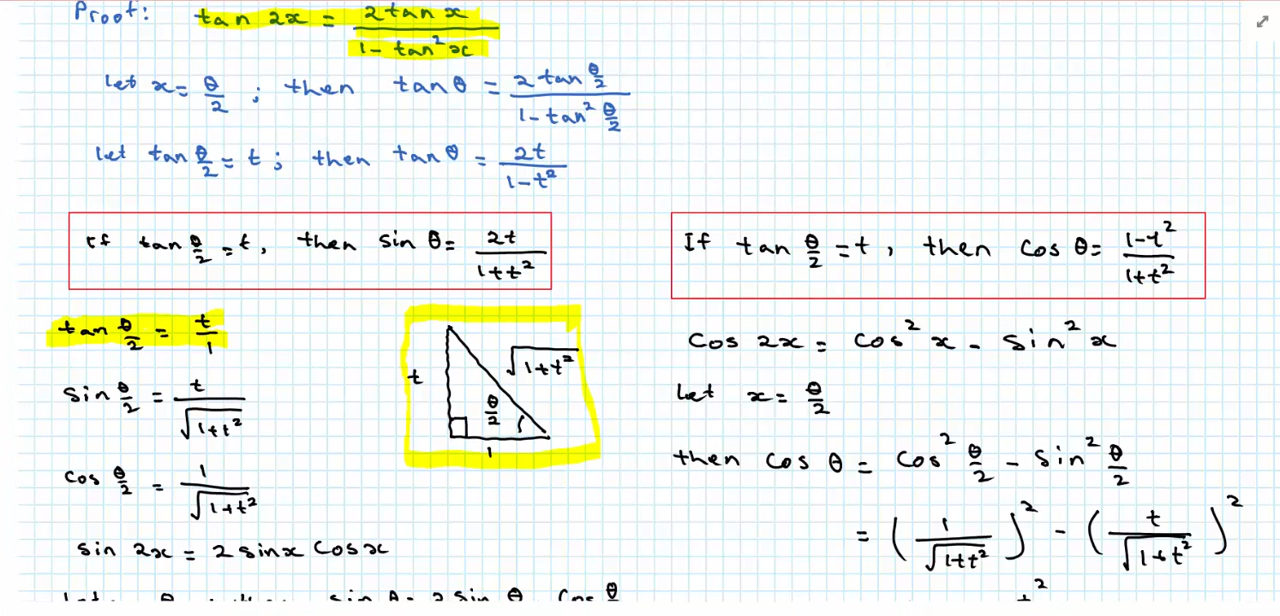 Proof: tan 2x = 2 tan x / 1 - tan² x
let x = θ/2 ; then tan θ = 2 tan θ/2 / 1 - tan² θ/2
let tan θ/2 = t ; then tan θ = 2t / 1 - t²
If tan θ/2 = t, then sin θ = 2t / 1+t²
tan θ/2 = t/1
sin θ/2 = t / √1+t²
cos θ/2 = 1 / √1+t²
sin 2x = 2 sin x cos x
t
θ/2
√1+t²
1
If tan θ/2 = t, then cos θ = 1-t² / 1+t²
Cos 2x = cos² x - sin² x
let x = θ/2
then cos θ = cos² θ/2 - sin² θ/2
= (1 / √1+t²)² - (t / √1+t²)²